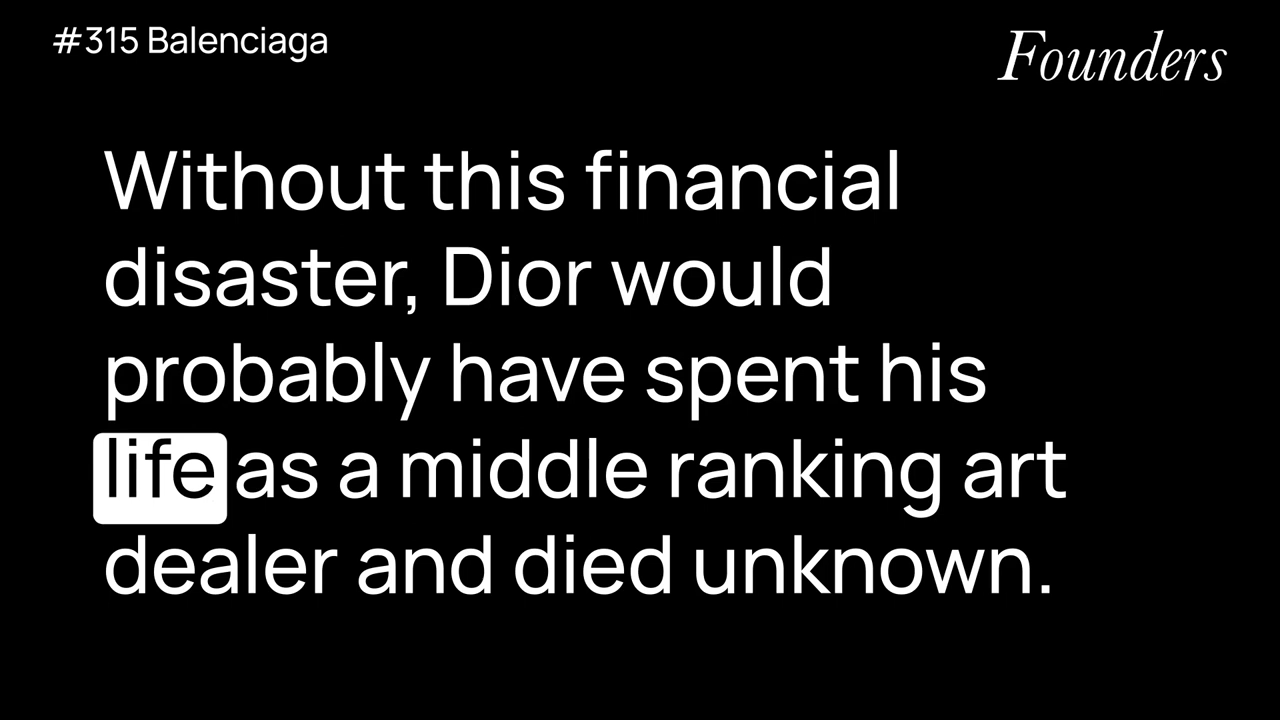 #315 Balenciaga
Founders
Without this financial
disaster, Dior would
probably have spent his
life as a middle ranking art
dealer and died unknown.